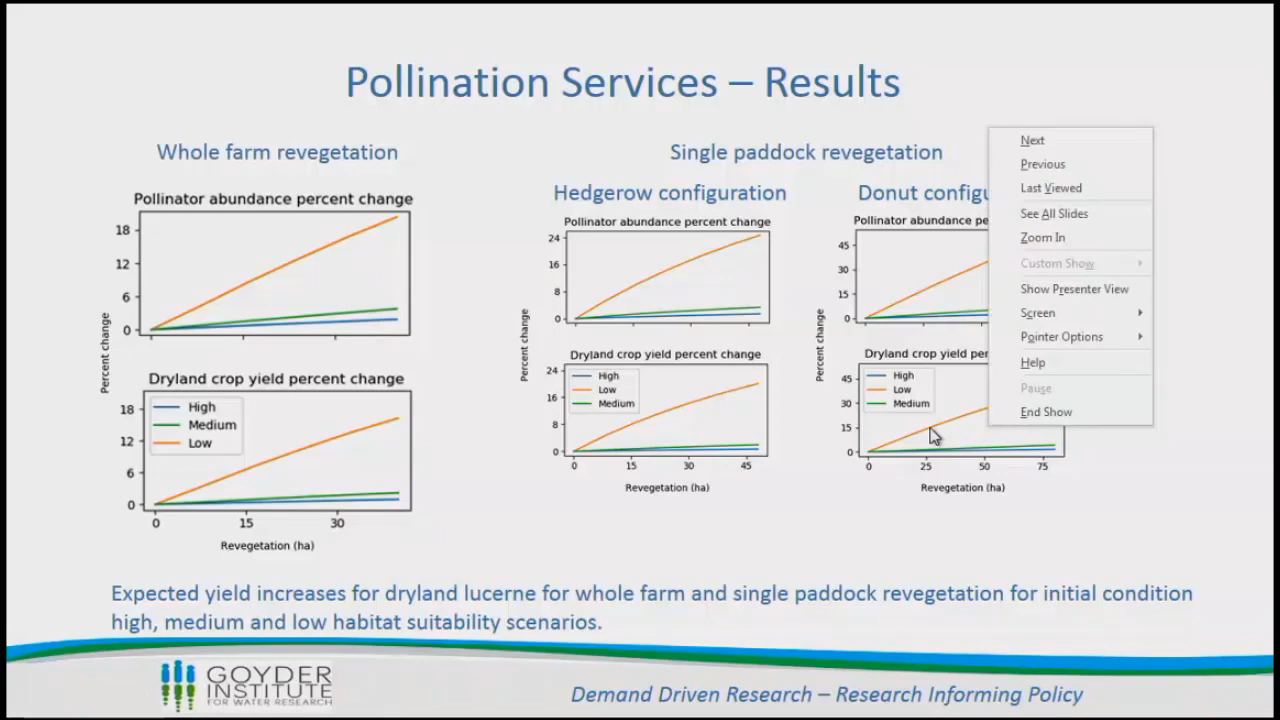 Pollination Services – Results
Whole farm revegetation
Single paddock revegetation
Hedgerow configuration
Donut configu
Pollinator abundance percent change
18
12
6
0
Dryland crop yield percent change
High
Medium
Low
18
12
6
0
0 15 30
Percent change
Revegetation (ha)
Pollinator abundance percent change
24
16
8
0
Dryland crop yield percent change
High
Low
Medium
24
16
8
0
0 15 30 45
Percent change
Revegetation (ha)
Pollinator abundance pe
45
30
15
0
Dryland crop yield perc
High
Low
Medium
45
30
15
0
0 25 50 75
Percent change
Revegetation (ha)
Next
Previous
Last Viewed
See All Slides
Zoom In
Custom Show
Show Presenter View
Screen
Pointer Options
Help
Pause
End Show
Expected yield increases for dryland lucerne for whole farm and single paddock revegetation for initial condition
high, medium and low habitat suitability scenarios.
GOYDER
INSTITUTE
FOR WATER RESEARCH
Demand Driven Research – Research Informing Policy